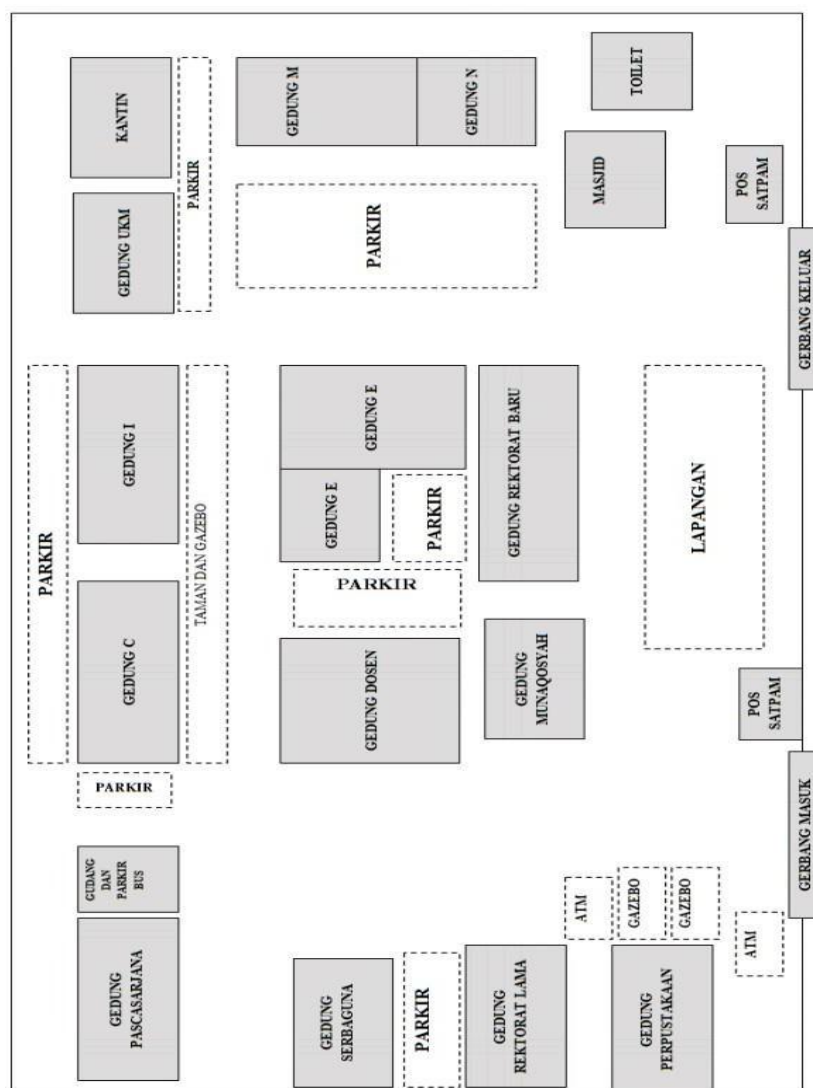 KANTIN
PARKIR
GEDUNG M
GEDUNG N
TOILET
MASJID
POS
SATPAM
GEDUNG UKM
PARKIR
GERBANG KELUAR
PARKIR
GEDUNG I
TAMAN DAN GAZEBO
GEDUNG E
GEDUNG E
PARKIR
GEDUNG REKTORAT BARU
LAPANGAN
PARKIR
GEDUNG C
GEDUNG DOSEN
GEDUNG
MUNAQOSYAH
POS
SATPAM
PARKIR
GERBANG MASUK
GUDANG
DAN
PARKIR
BUS
ATM
GAZEBO
GAZEBO
ATM
GEDUNG
PASCASARJANA
GEDUNG
SERBAGUNA
PARKIR
GEDUNG
REKTORAT LAMA
GEDUNG
PERPUSTAKAAN